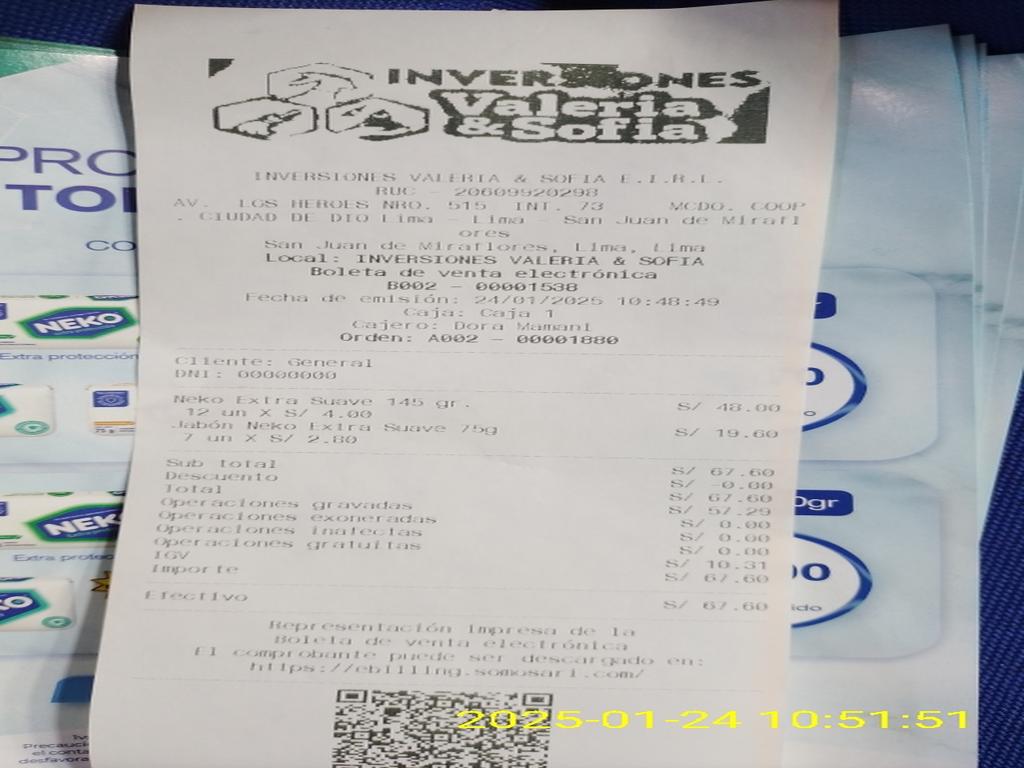 INVERSIONES
Valeria
& Sofia
INVERSIONES VALERIA & SOFIA E.I.R.L.
RUC - 20609920298
AV. LOS HEROES NRO. 515 INT. 73 MCDO. COOP
. CIUDAD DE DIO Lima - Lima - San Juan de Mirafl
ores
San Juan de Miraflores, Lima, Lima
Local: INVERSIONES VALERIA & SOFIA
Boleta de venta electrónica
B002 - 00001538
Fecha de emisión: 24/01/2025 10:48:49
Caja: Caja 1
Cajero: Dora Mamani
Orden: A002 - 00001880
Cliente: General
DNI: 00000000
Neko Extra Suave 145 gr.
12 un X S/ 4.00 S/ 48.00
Jabón Neko Extra Suave 75g
7 un X S/ 2.80 S/ 19.60
Sub total S/ 67.60
Descuento S/ -0.00
Total S/ 67.60
Operaciones gravadas S/ 57.29
Operaciones exoneradas S/ 0.00
Operaciones inafectas S/ 0.00
Operaciones gratuitas S/ 0.00
IGV S/ 10.31
Importe S/ 67.60
Efectivo S/ 67.60
Representación impresa de la
Boleta de venta electrónica
El comprobante puede ser descargado en:
https://ebilling.somosari.com/
2025-01-24 10:51:51
PRO
TO
CO
NEKO
Extra protección
75 g
NEKO
Extra protec
0gr
Precauci
el conta
desfavora